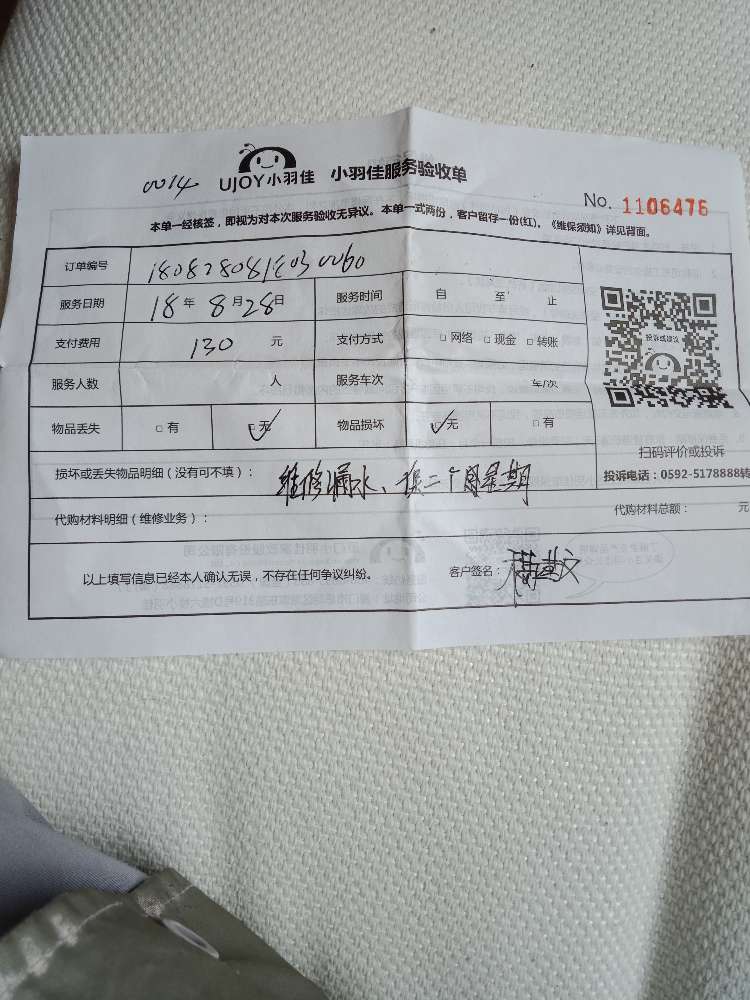 0014 UJOY小羽佳 小羽佳服务验收单
No. 1106476
本单一经核签，即视为对本次服务验收无异议。本单一式两份，客户留存一份(红)。《维保须知》详见背面。
订单编号
服务日期 18年8月28日 服务时间 自 至 止
投诉或建议
支付费用 130 元 支付方式 □网络 □现金 □转账
服务人数 人 服务车次 车/次
物品丢失 □有 □无 物品损坏 □无 □有
扫码评价或投诉
损坏或丢失物品明细（没有可不填）： 维修漏水、保二个星期
投诉电话：0592-5178888转
代购材料明细（维修业务）：
代购材料总额： 元
以上填写信息已经本人确认无误，不存在任何争议纠纷。 客户签名：